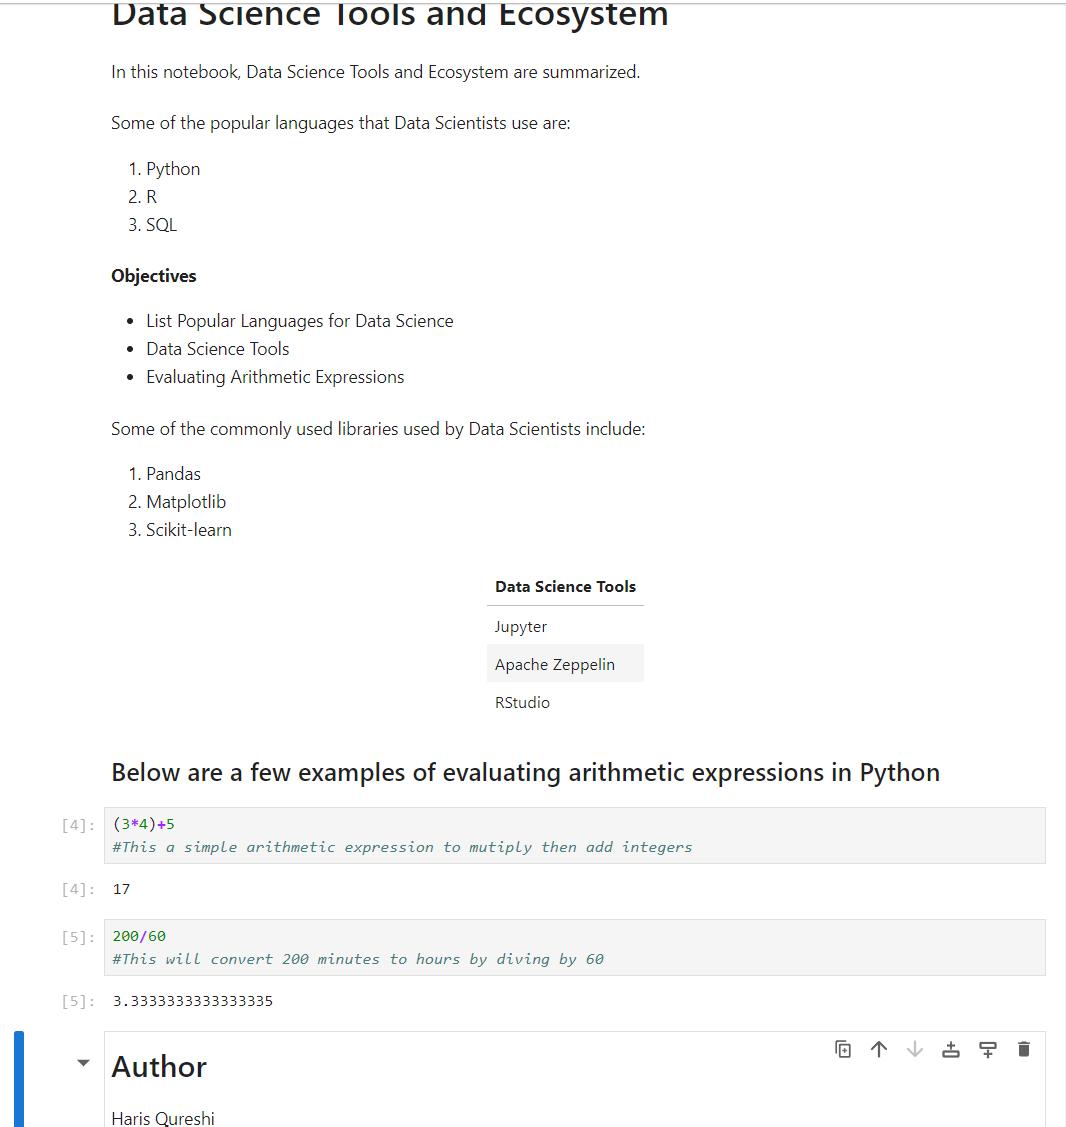 Data Science Tools and Ecosystem
In this notebook, Data Science Tools and Ecosystem are summarized.
Some of the popular languages that Data Scientists use are:
1. Python
2. R
3. SQL
Objectives
• List Popular Languages for Data Science
• Data Science Tools
• Evaluating Arithmetic Expressions
Some of the commonly used libraries used by Data Scientists include:
1. Pandas
2. Matplotlib
3. Scikit-learn
Data Science Tools
Jupyter
Apache Zeppelin
RStudio
Below are a few examples of evaluating arithmetic expressions in Python
[4]: (3*4)+5
#This a simple arithmetic expression to mutiply then add integers
[4]: 17
[5]: 200/60
#This will convert 200 minutes to hours by diving by 60
[5]: 3.3333333333333335
Author
Haris Qureshi